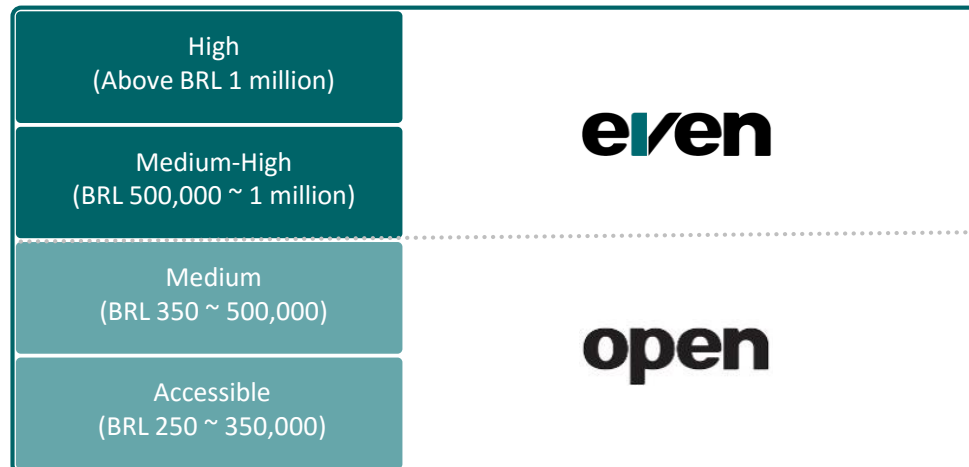 High
(Above BRL 1 million)
even
Medium-High
(BRL 500,000 ~ 1 million)
Medium
(BRL 350 ~ 500,000)
open
Accessible
(BRL 250 ~ 350,000)